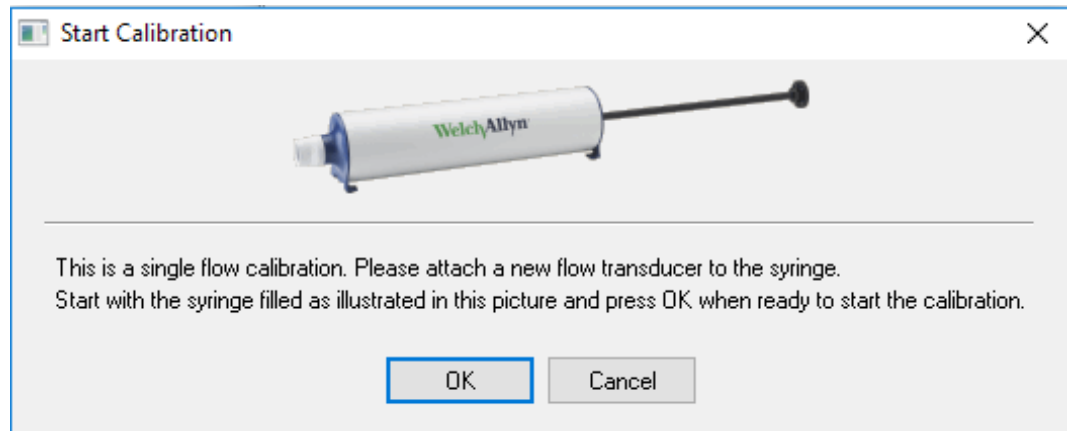 Start Calibration
WelchAllyn
This is a single flow calibration. Please attach a new flow transducer to the syringe.
Start with the syringe filled as illustrated in this picture and press OK when ready to start the calibration.
OK Cancel